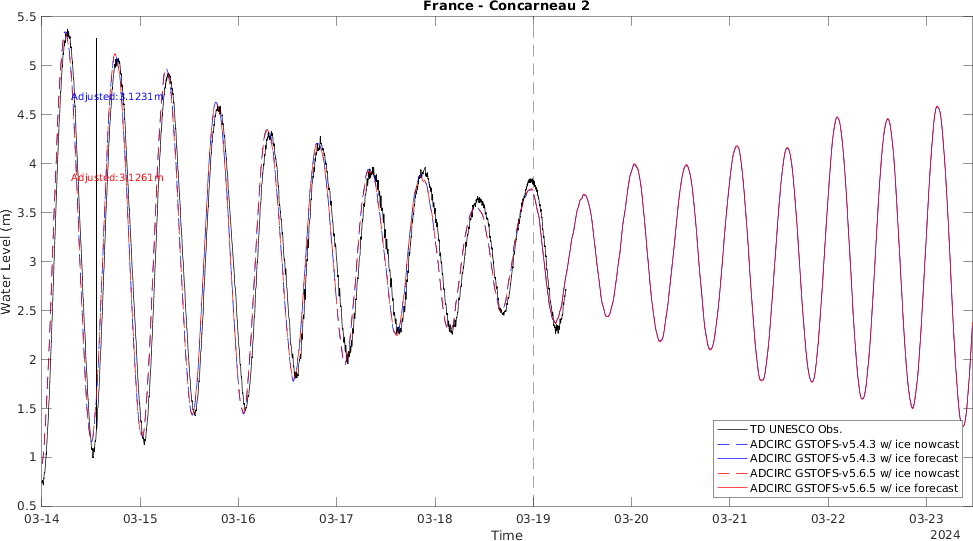 France - Concarneau 2
5.5
5
4.5
4
3.5
3
2.5
2
1.5
1
0.5
Water Level (m)
Adjusted:3.1231m
Adjusted:3.1261m
TD UNESCO Obs.
ADCIRC GSTOFS-v5.4.3 w/ ice nowcast
ADCIRC GSTOFS-v5.4.3 w/ ice forecast
ADCIRC GSTOFS-v5.6.5 w/ ice nowcast
ADCIRC GSTOFS-v5.6.5 w/ ice forecast
03-14 03-15 03-16 03-17 03-18 03-19 03-20 03-21 03-22 03-23
Time
2024